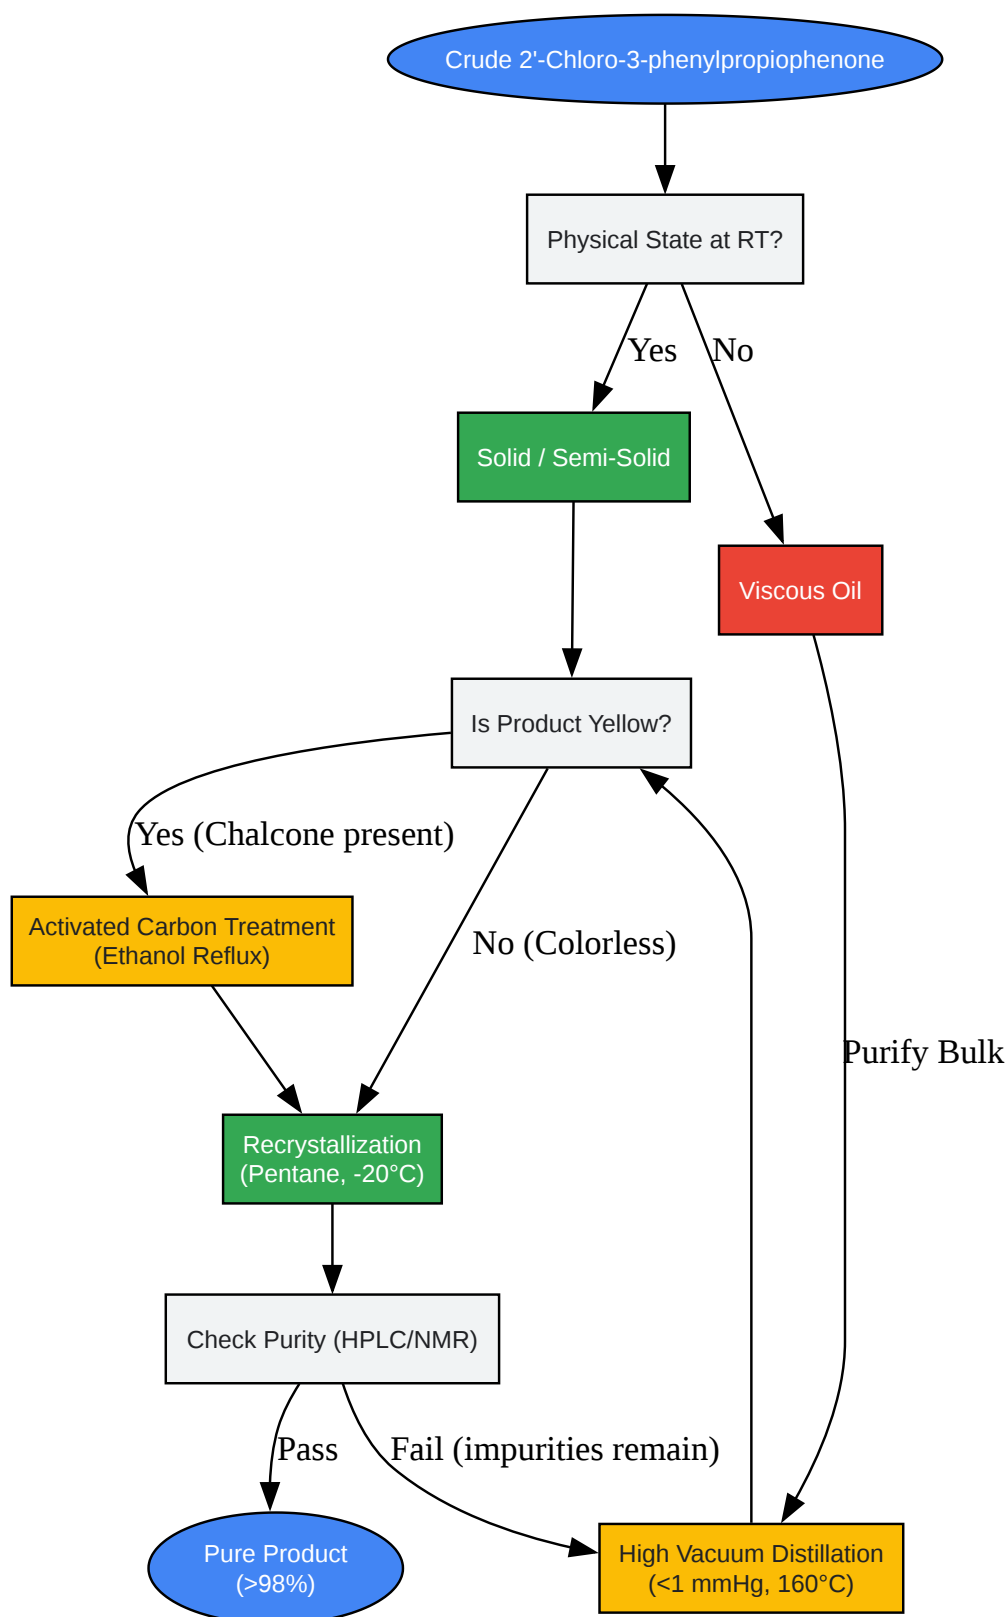 Crude 2'-Chloro-3-phenylpropiophenone
Physical State at RT?
Yes
No
Solid / Semi-Solid
Viscous Oil
Is Product Yellow?
Yes (Chalcone present)
Activated Carbon Treatment
(Ethanol Reflux)
No (Colorless)
Purify Bulk
Recrystallization
(Pentane, -20°C)
Check Purity (HPLC/NMR)
Pass
Fail (impurities remain)
Pure Product
(>98%)
High Vacuum Distillation
(<1 mmHg, 160°C)